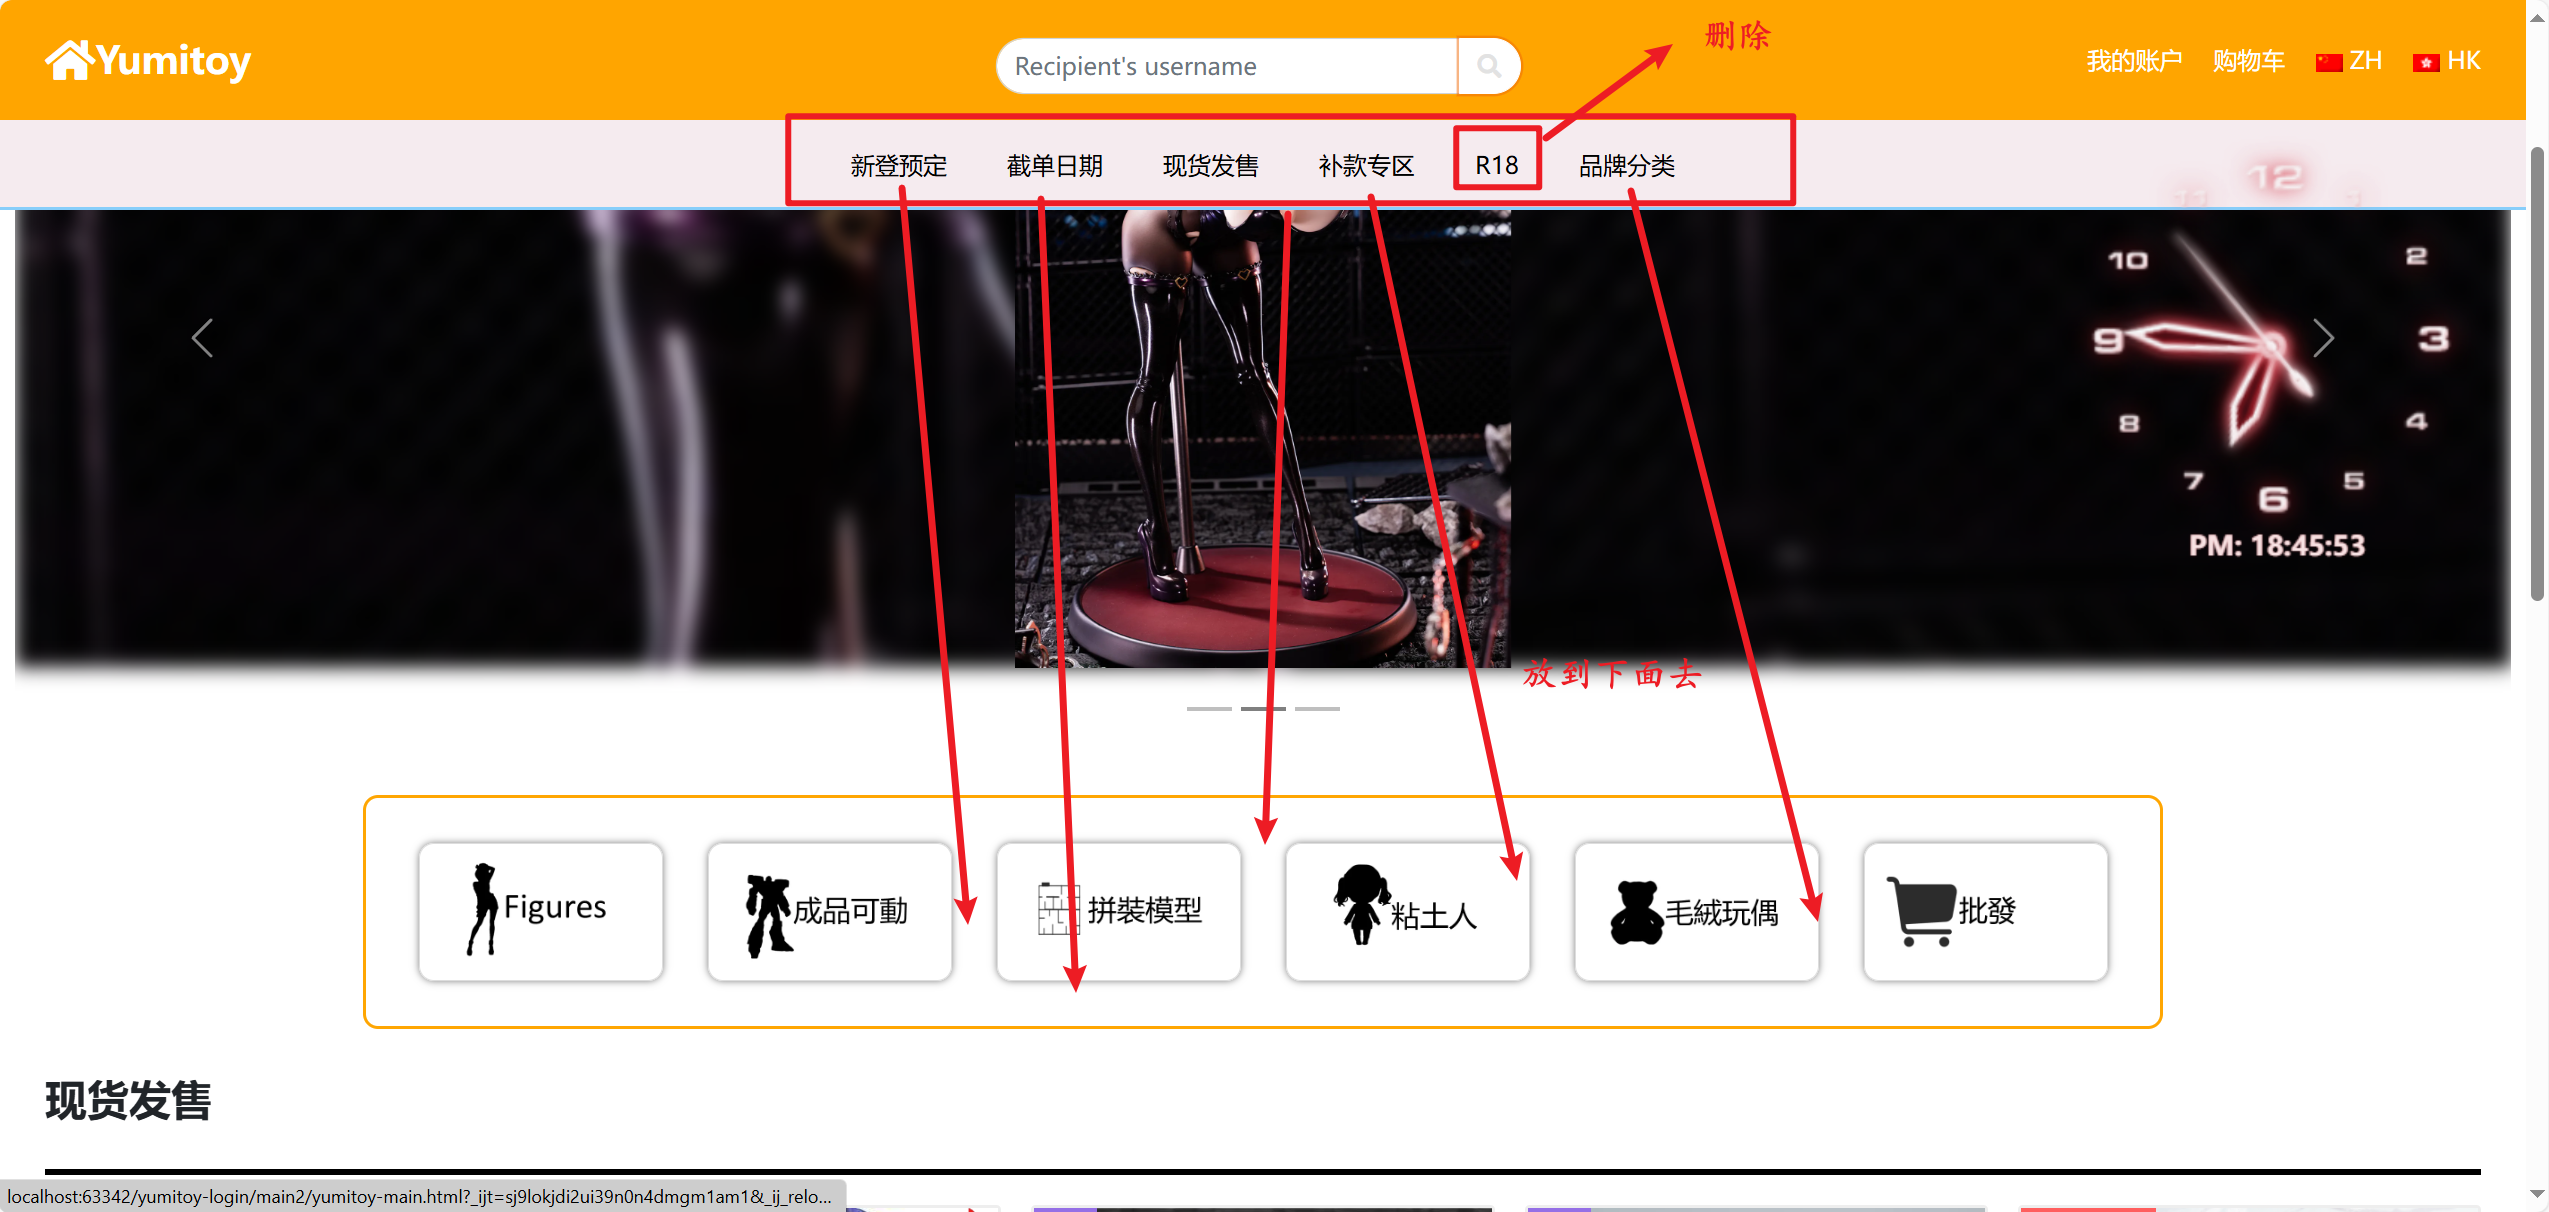 Yumitoy
Recipient's username
删除
我的账户 购物车 ZH HK
新登预定 截单日期 现货发售 补款专区 R18 品牌分类
12
11 1
10 2
9 3
8 4
7 5
6
PM: 18:45:53
放到下面去
Figures 成品可動 拼裝模型 粘土人 毛絨玩偶 批發
现货发售
localhost:63342/yumitoy-login/main2/yumitoy-main.html?_ijt=sj9lokjdi2ui39n0n4dmgm1am1&_ij_relo...